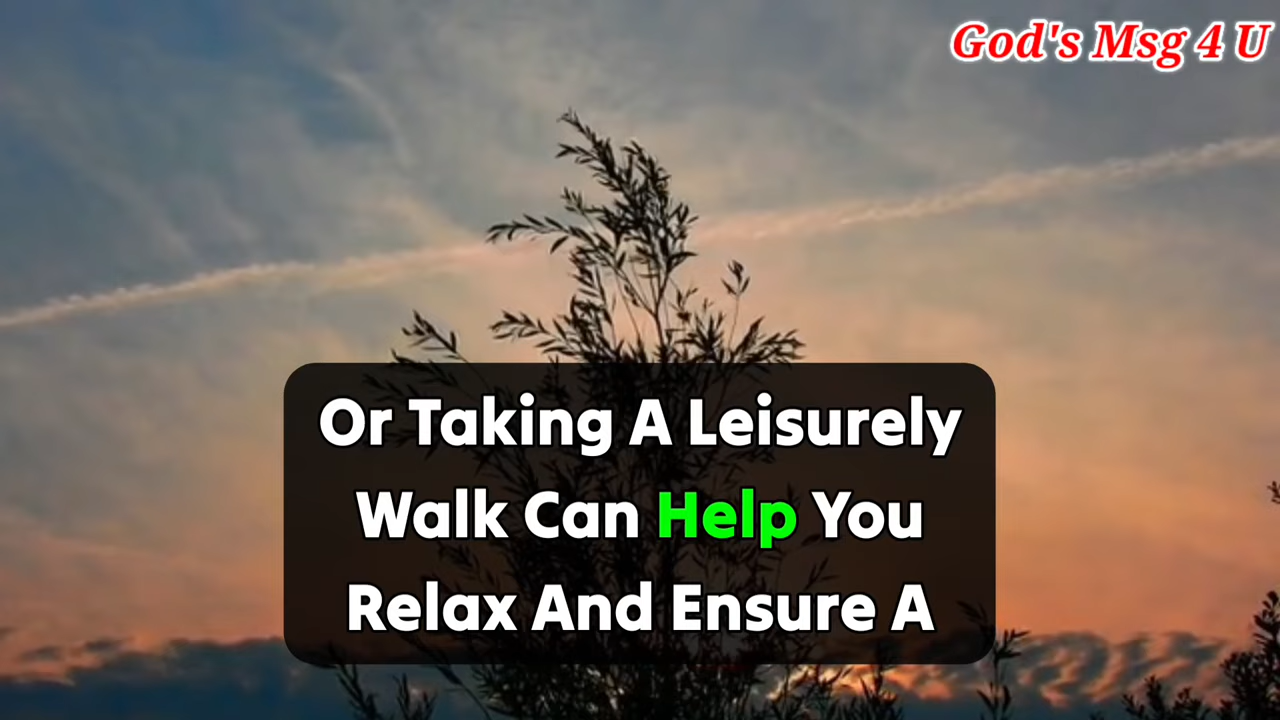 God's Msg 4 U
Or Taking A Leisurely
Walk Can Help You
Relax And Ensure A